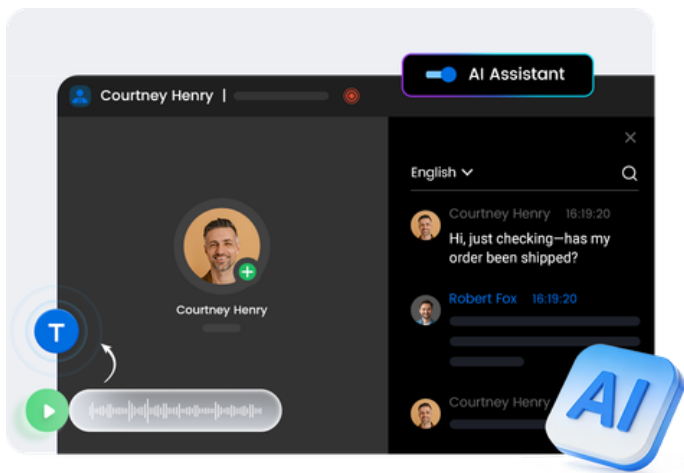 AI Assistant
Courtney Henry |
English
Courtney Henry 16:19:20
Hi, just checking—has my
order been shipped?
Courtney Henry
Robert Fox 16:19:20
T
Courtney Henry
AI